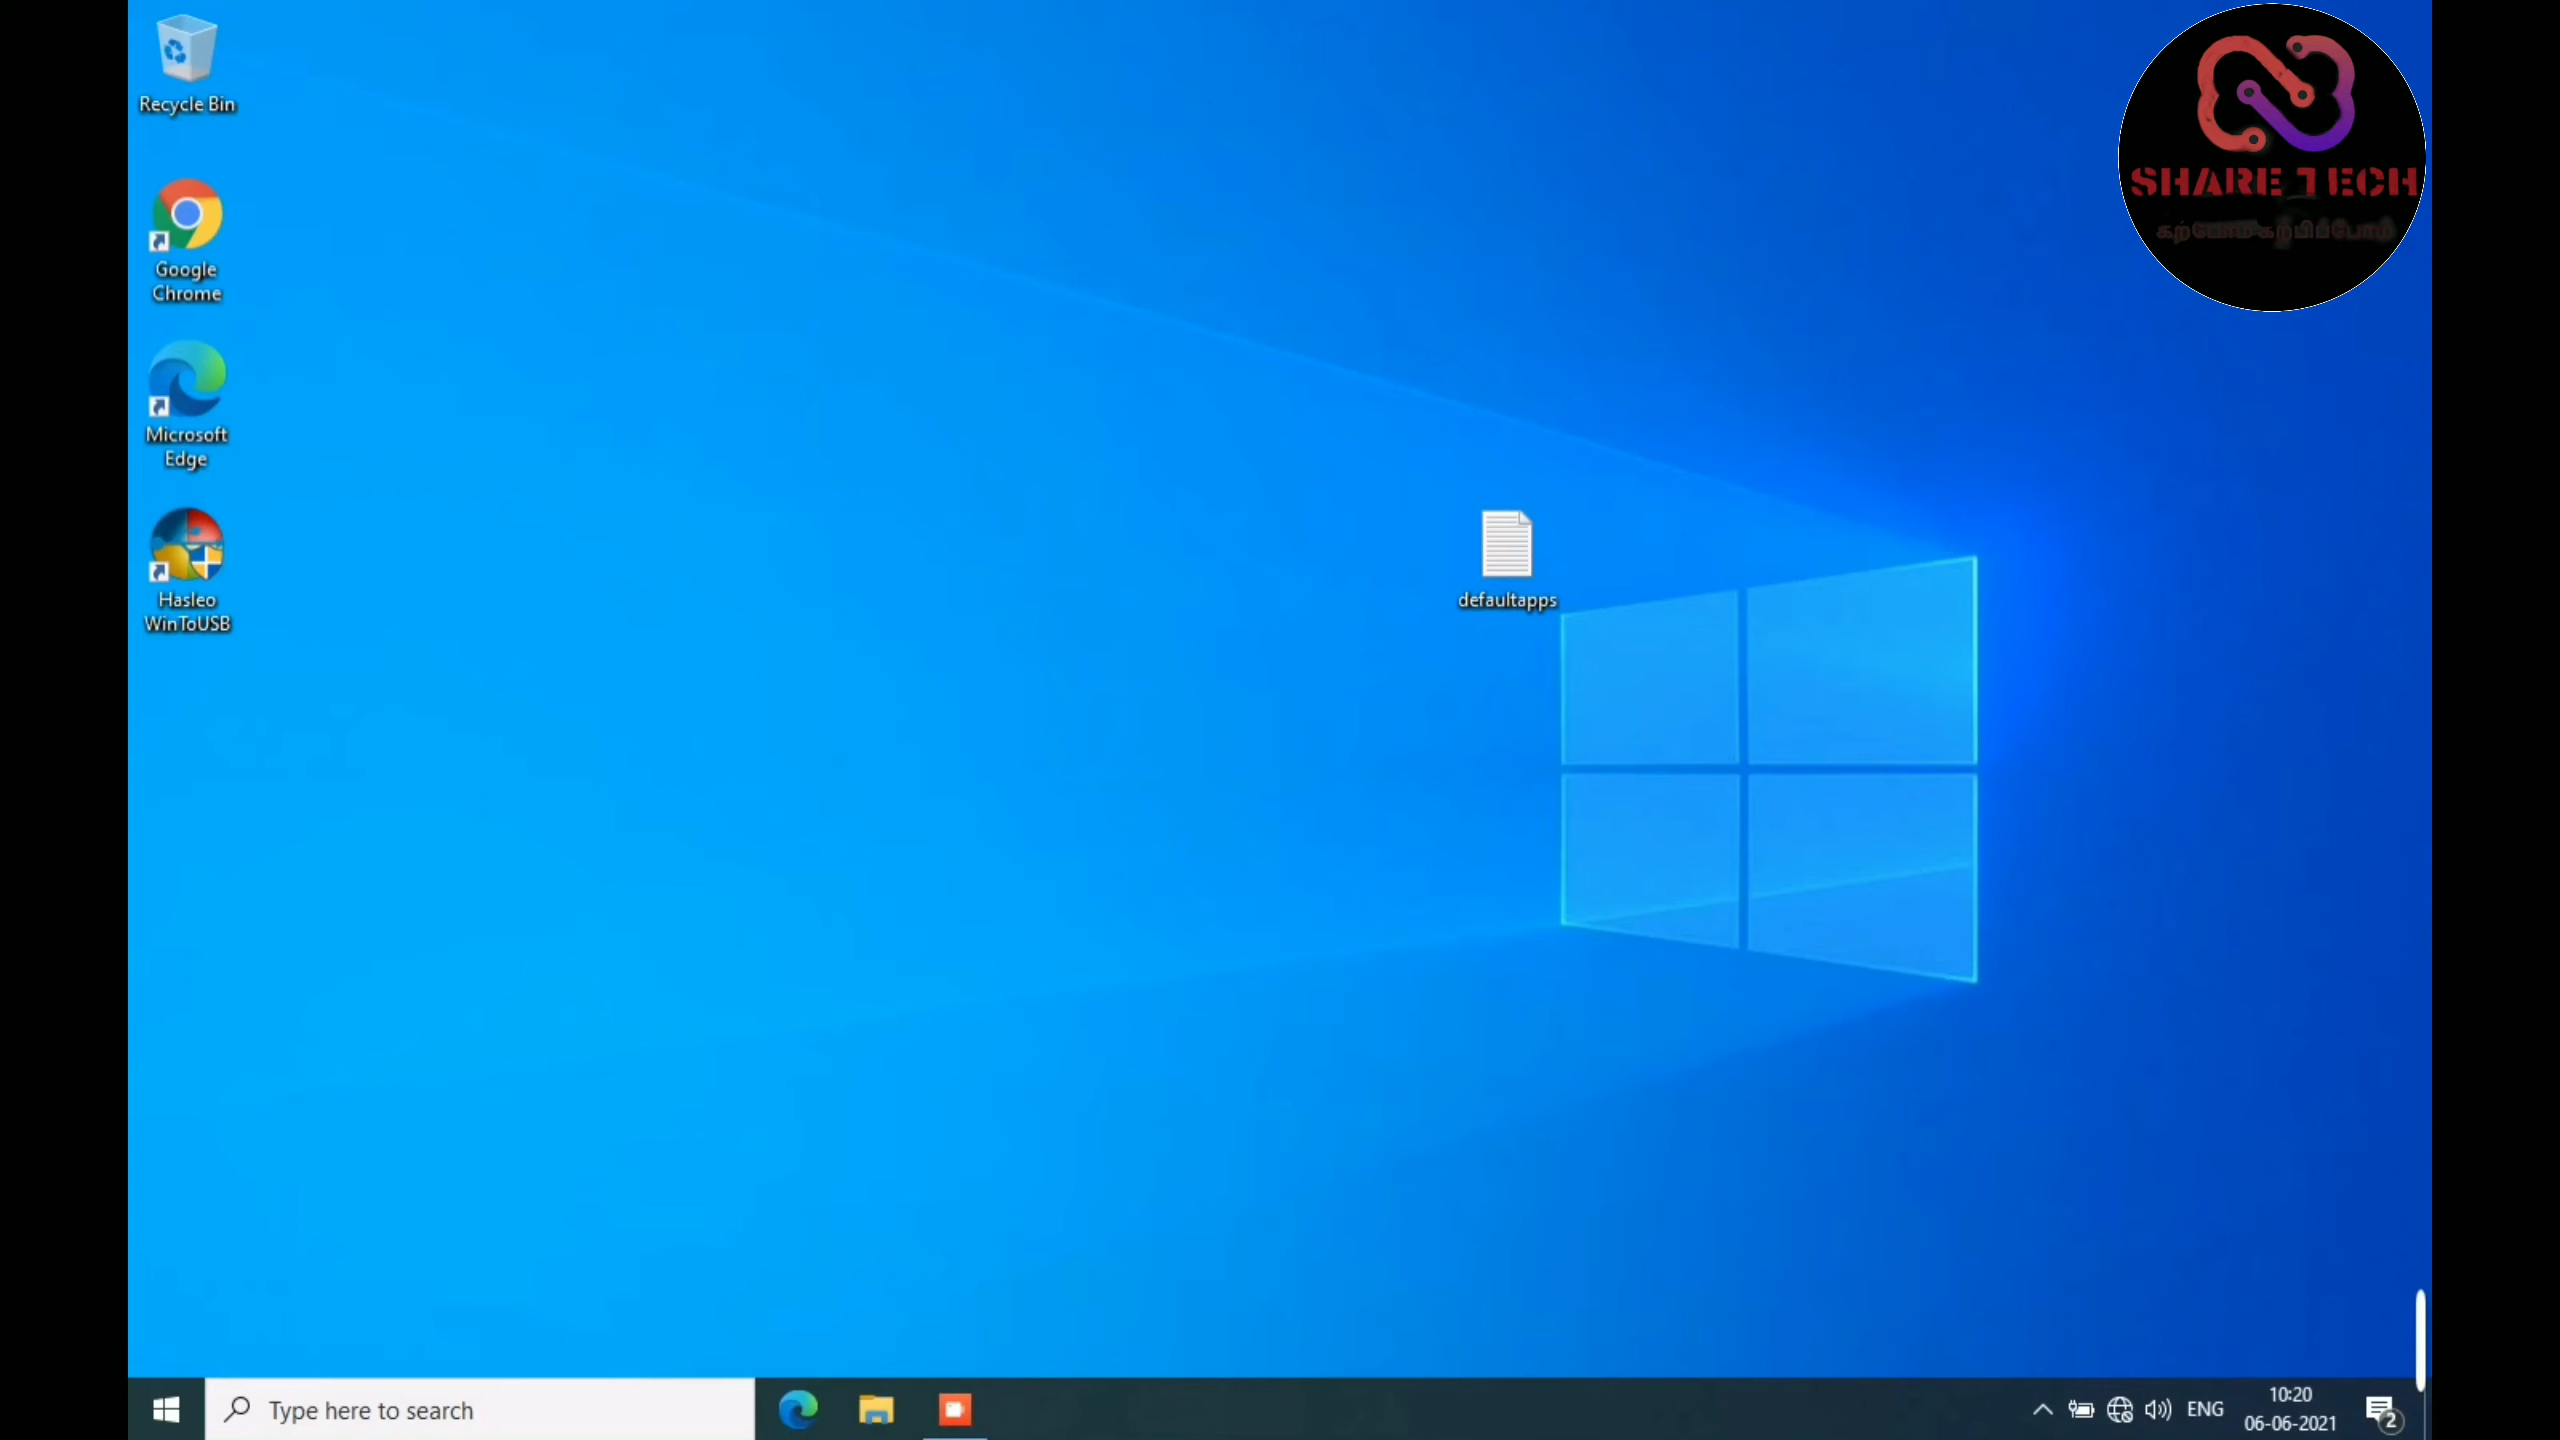 Recycle Bin
Google
Chrome
Microsoft
Edge
Hasleo
WinToUSB
defaultapps
SHARE TECH
Type here to search
ENG
10:20
06-06-2021
2